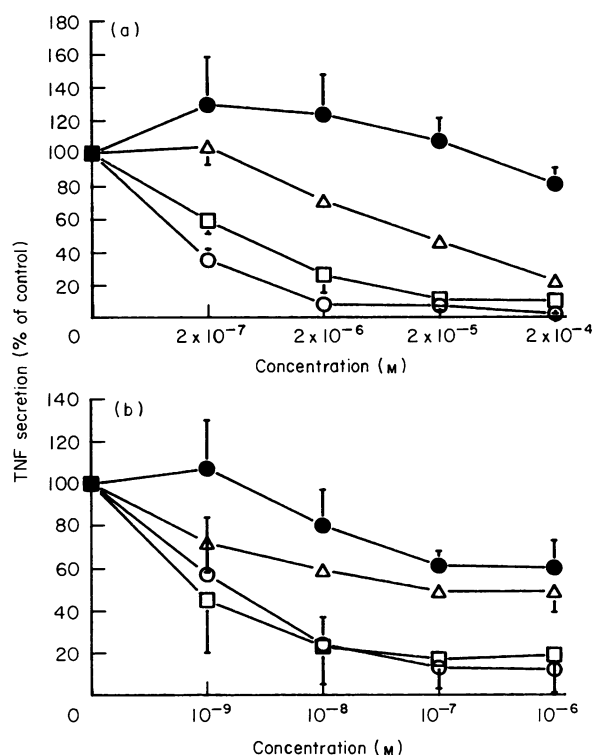 TNF secretion (% of control)
(a)
180
160
140
120
100
80
60
40
20
0
2 x 10⁻⁷ 2 x 10⁻⁶ 2 x 10⁻⁵ 2 x 10⁻⁴
Concentration (M)
(b)
140
120
100
80
60
40
20
0
10⁻⁹ 10⁻⁸ 10⁻⁷ 10⁻⁶
Concentration (M)